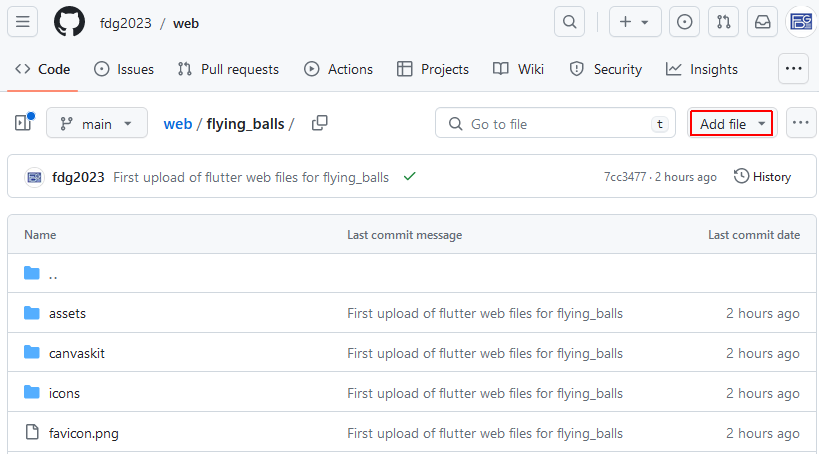 fdg2023 / web
Code Issues Pull requests Actions Projects Wiki Security Insights
main web / flying_balls / Go to file t Add file
fdg2023 First upload of flutter web files for flying_balls 7cc3477 · 2 hours ago History
Name Last commit message Last commit date
..
assets First upload of flutter web files for flying_balls 2 hours ago
canvaskit First upload of flutter web files for flying_balls 2 hours ago
icons First upload of flutter web files for flying_balls 2 hours ago
favicon.png First upload of flutter web files for flying_balls 2 hours ago